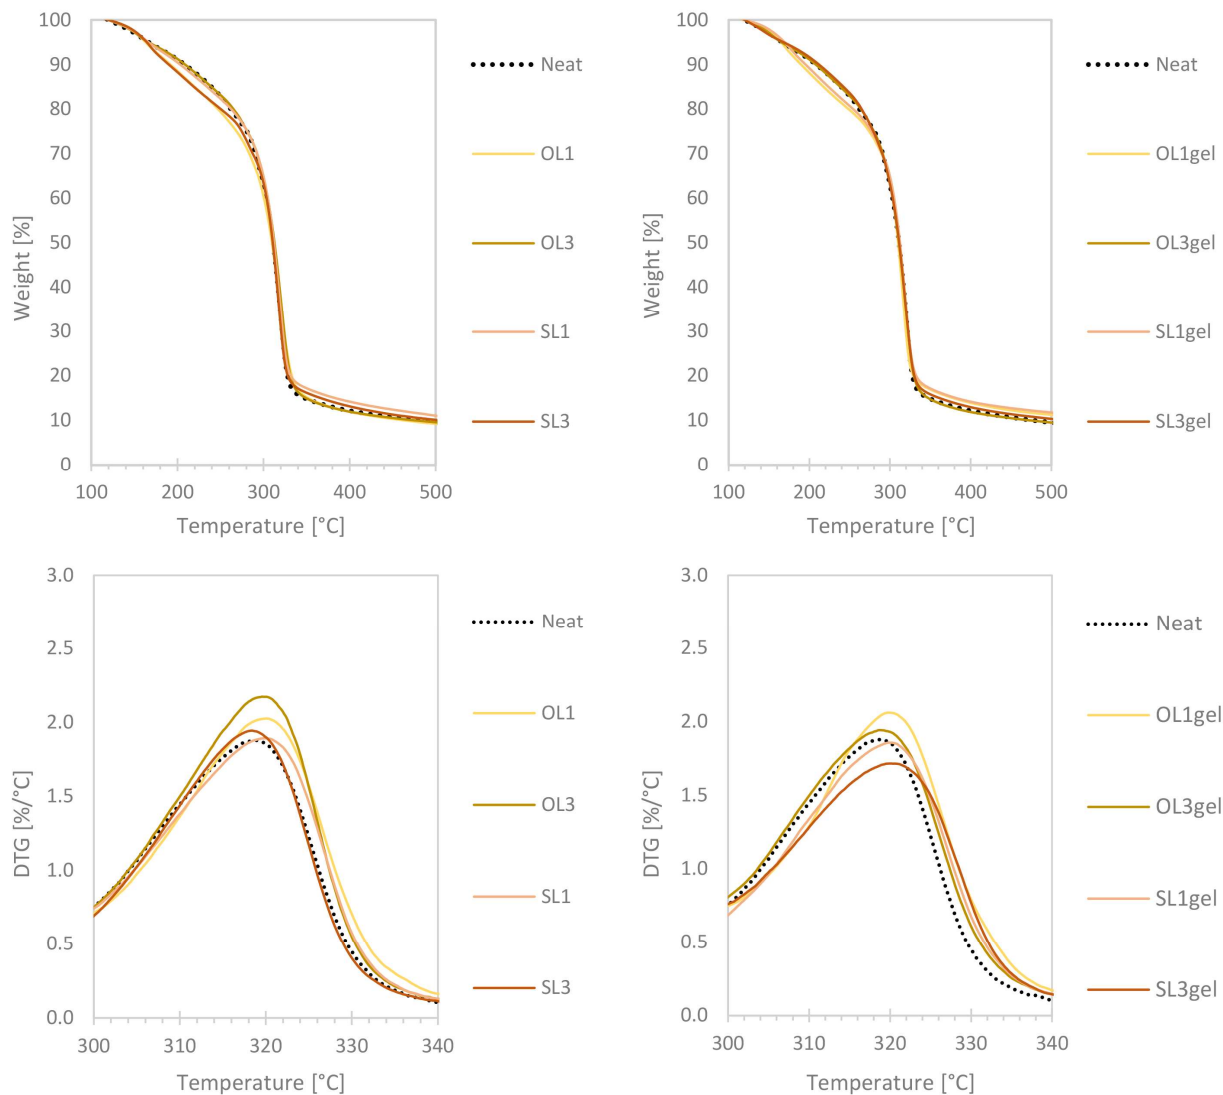 100
90
80
70
60
50
40
30
20
10
0
Weight [%]
100 200 300 400 500
Temperature [°C]
Neat
OL1
OL3
SL1
SL3
100
90
80
70
60
50
40
30
20
10
0
Weight [%]
100 200 300 400 500
Temperature [°C]
Neat
OL1gel
OL3gel
SL1gel
SL3gel
3.0
2.5
2.0
1.5
1.0
0.5
0.0
DTG [%/°C]
300 310 320 330 340
Temperature [°C]
Neat
OL1
OL3
SL1
SL3
3.0
2.5
2.0
1.5
1.0
0.5
0.0
DTG [%/°C]
300 310 320 330 340
Temperature [°C]
Neat
OL1gel
OL3gel
SL1gel
SL3gel